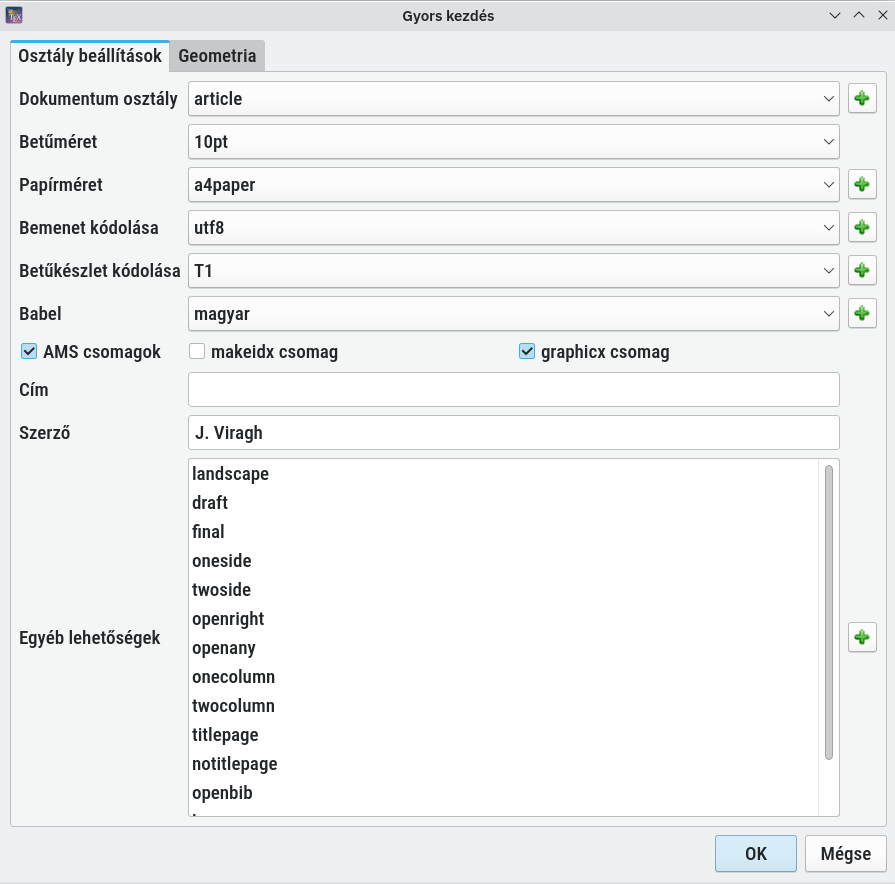 Gyors kezdés
Osztály beállítások Geometria
Dokumentum osztály article
Betűméret 10pt
Papírméret a4paper
Bemenet kódolása utf8
Betűkészlet kódolása T1
Babel magyar
AMS csomagok makeidx csomag graphicx csomag
Cím
Szerző J. Viragh
landscape
draft
final
oneside
twoside
openright
Egyéb lehetőségek
openany
onecolumn
twocolumn
titlepage
notitlepage
openbib
OK Mégse